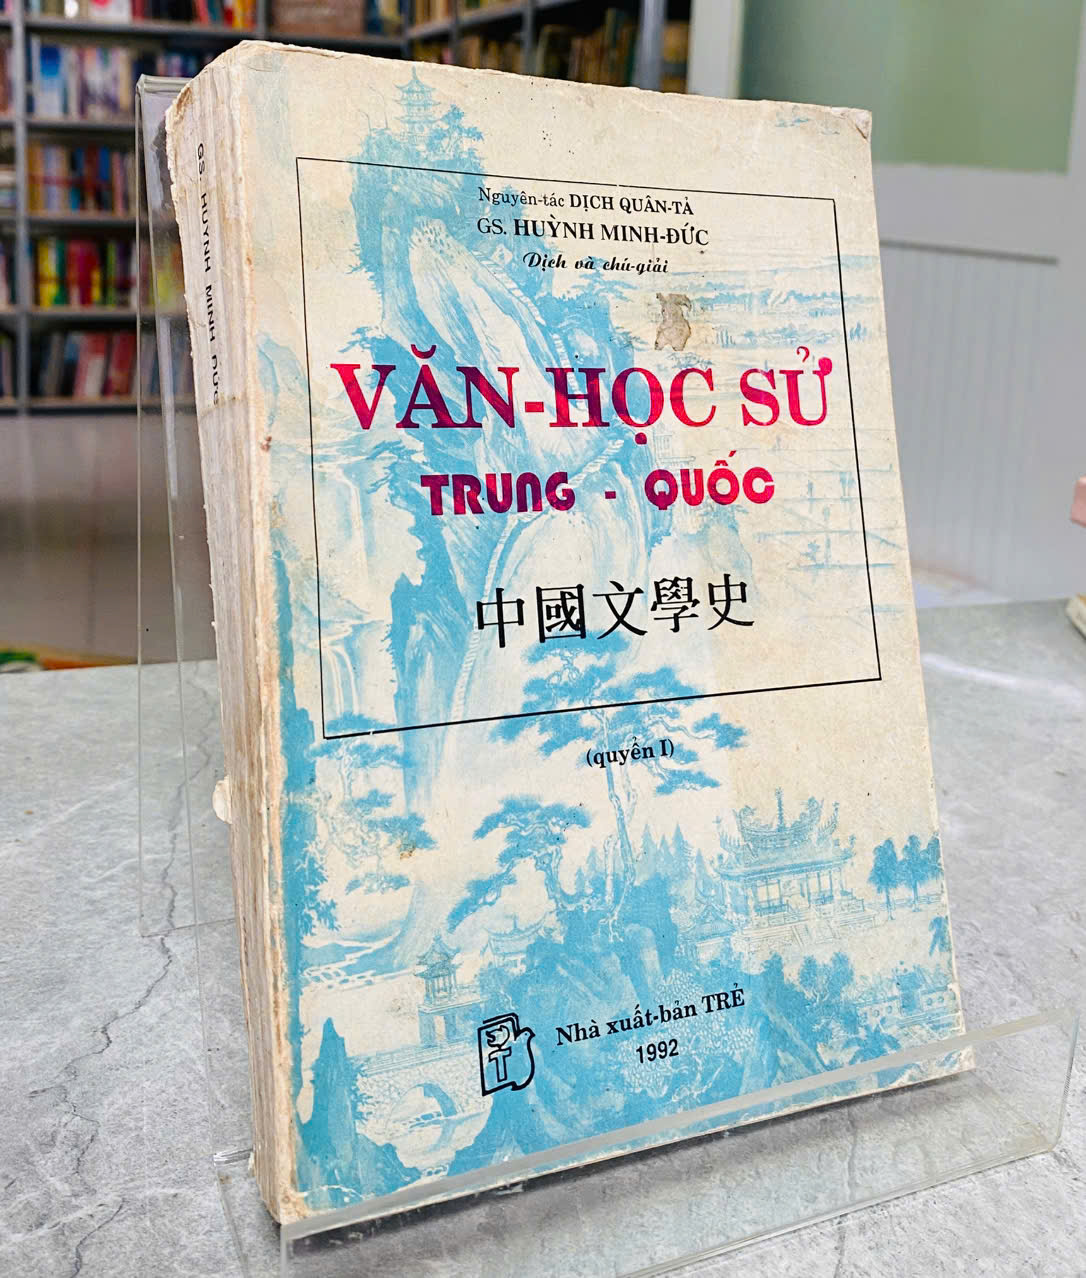 Nguyên-tác DỊCH QUÂN-TẢ
GS. HUỲNH MINH-ĐỨC
Dịch và chú-giải
VĂN-HỌC SỬ
TRUNG - QUỐC
中國文學史
(quyển I)
Nhà xuất-bản TRẺ
1992
GS. HUỲNH MINH ĐỨC